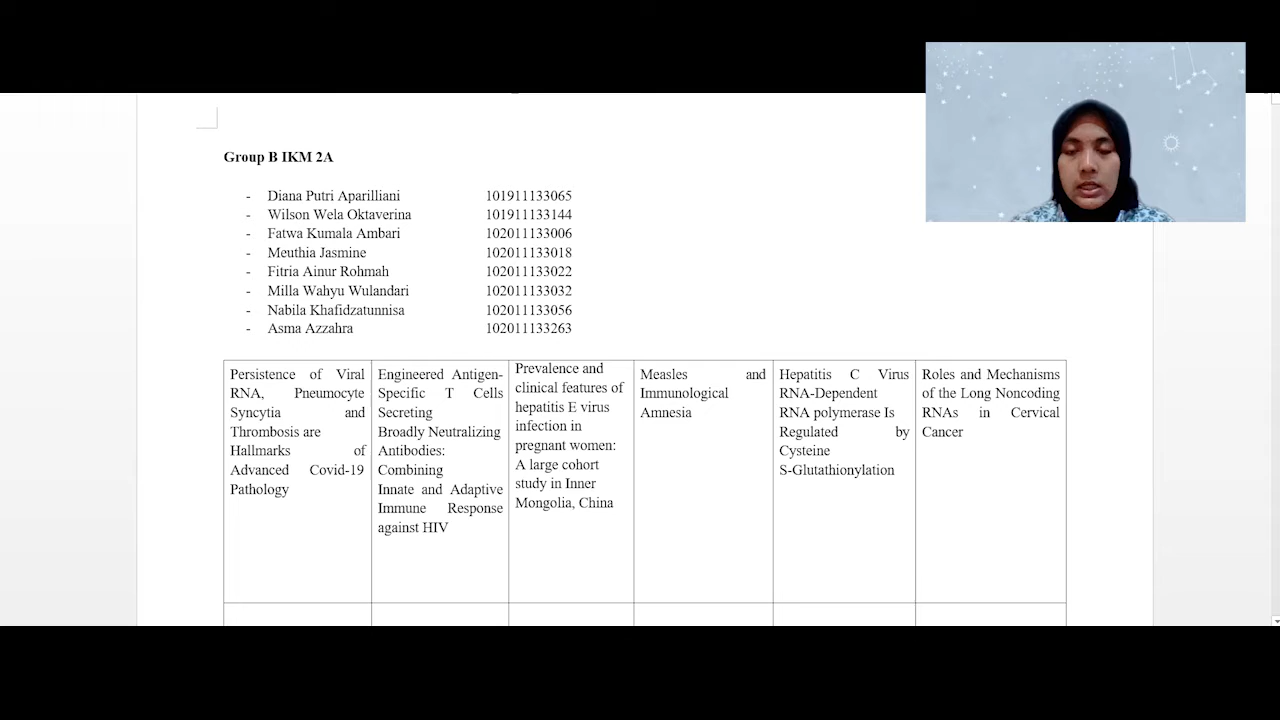 Group B IKM 2A
- Diana Putri Aparilliani 101911133065
- Wilson Wela Oktaverina 101911133144
- Fatwa Kumala Ambari 102011133006
- Meuthia Jasmine 102011133018
- Fitria Ainur Rohmah 102011133022
- Milla Wahyu Wulandari 102011133032
- Nabila Khafidzatunnisa 102011133056
- Asma Azzahra 102011133263
Persistence of Viral
RNA, Pneumocyte
Syncytia and
Thrombosis are
Hallmarks of
Advanced Covid-19
Pathology
Engineered Antigen-
Specific T Cells
Secreting
Broadly Neutralizing
Antibodies:
Combining
Innate and Adaptive
Immune Response
against HIV
Prevalence and
clinical features of
hepatitis E virus
infection in
pregnant women:
A large cohort
study in Inner
Mongolia, China
Measles and
Immunological
Amnesia
Hepatitis C Virus
RNA-Dependent
RNA polymerase Is
Regulated by
Cysteine
S-Glutathionylation
Roles and Mechanisms
of the Long Noncoding
RNAs in Cervical
Cancer